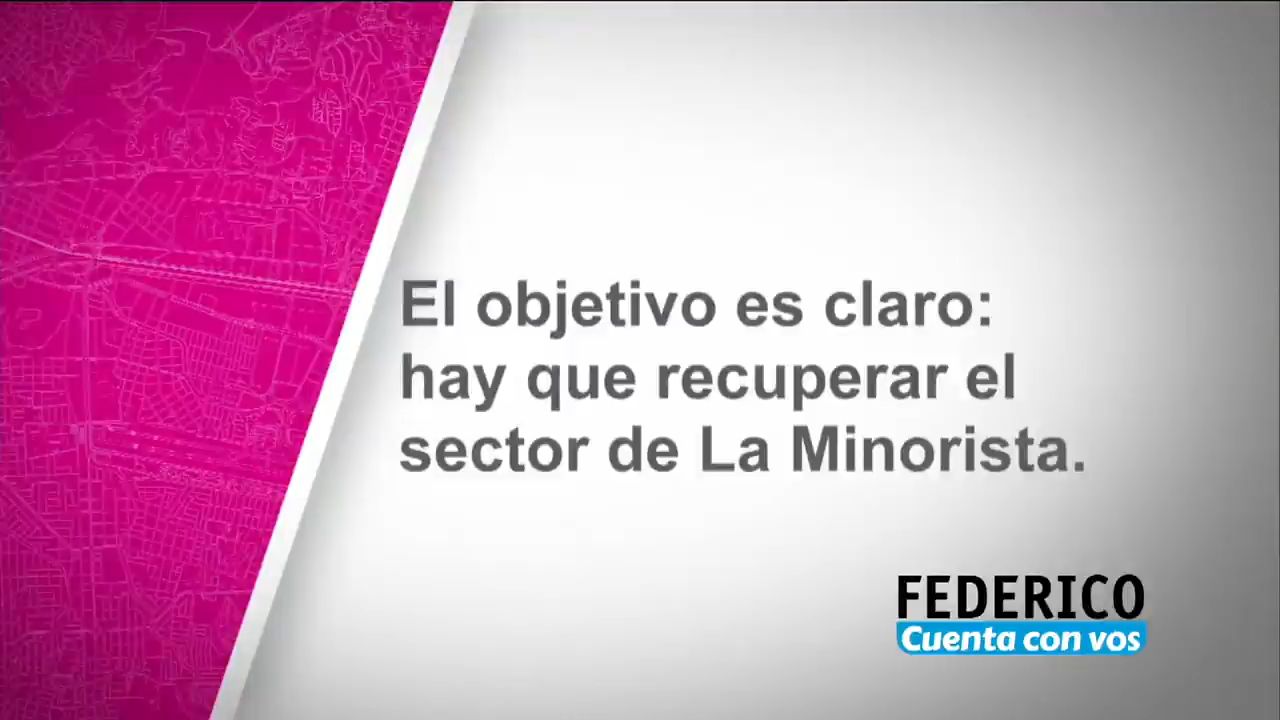 El objetivo es claro:
hay que recuperar el
sector de La Minorista.
FEDERICO
Cuenta con vos